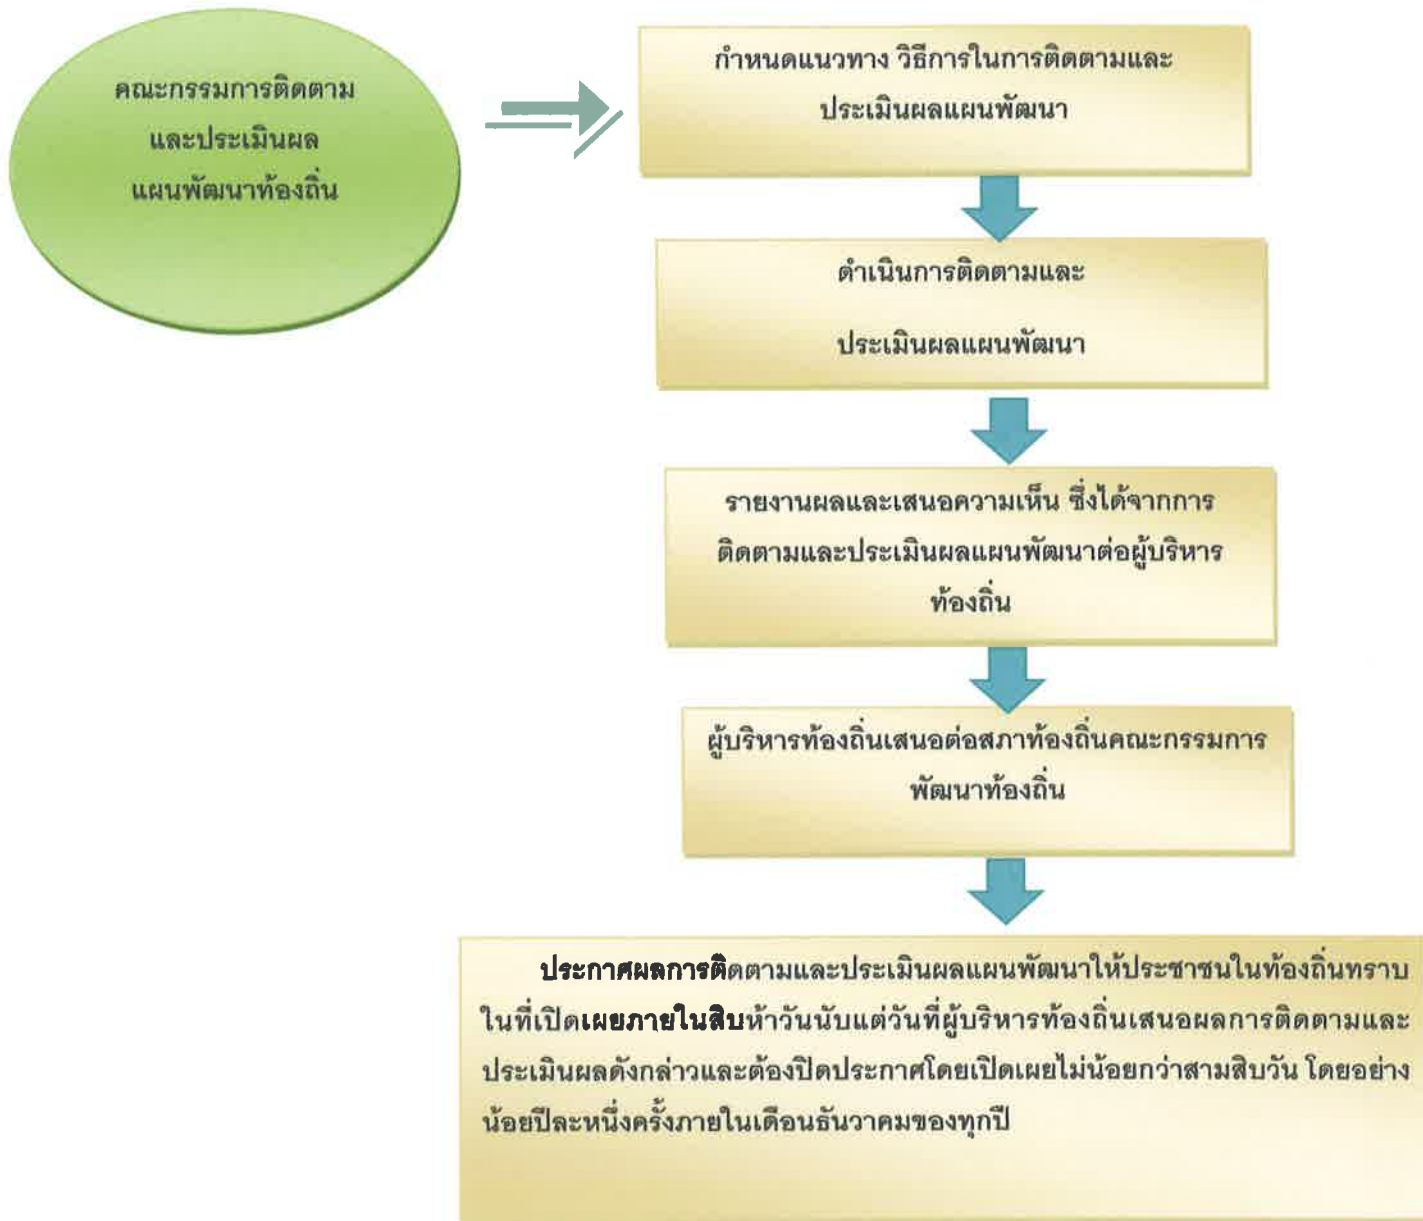 คณะกรรมการติดตาม
และประเมินผล
แผนพัฒนาท้องถิ่น
กำหนดแนวทาง วิธีการในการติดตามและ
ประเมินผลแผนพัฒนา
ดำเนินการติดตามและ
ประเมินผลแผนพัฒนา
รายงานผลและเสนอความเห็น ซึ่งได้จากการ
ติดตามและประเมินผลแผนพัฒนาต่อผู้บริหาร
ท้องถิ่น
ผู้บริหารท้องถิ่นเสนอต่อสภาท้องถิ่นคณะกรรมการ
พัฒนาท้องถิ่น
ประกาศผลการติดตามและประเมินผลแผนพัฒนาให้ประชาชนในท้องถิ่นทราบ
ในที่เปิดเผยภายในสิบห้าวันนับแต่วันที่ผู้บริหารท้องถิ่นเสนอผลการติดตามและ
ประเมินผลดังกล่าวและต้องปิดประกาศโดยเปิดเผยไม่น้อยกว่าสามสิบวัน โดยอย่าง
น้อยปีละหนึ่งครั้งภายในเดือนธันวาคมของทุกปี